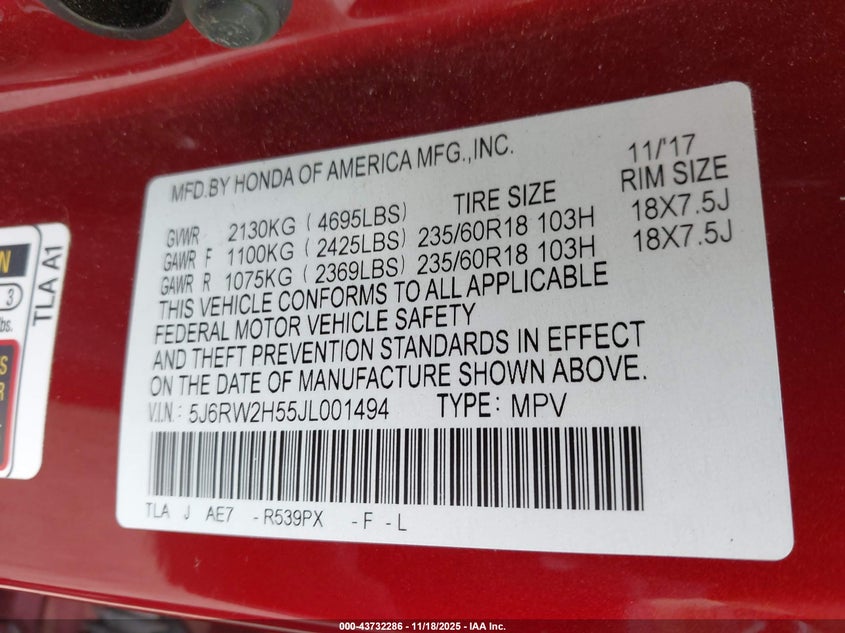 MFD.BY HONDA OF AMERICA MFG.,INC. 11/'17
TIRE SIZE RIM SIZE
GVWR 2130KG ( 4695LBS)
GAWR F 1100KG ( 2425LBS) 235/60R18 103H 18X7.5J
GAWR R 1075KG ( 2369LBS) 235/60R18 103H 18X7.5J
THIS VEHICLE CONFORMS TO ALL APPLICABLE
FEDERAL MOTOR VEHICLE SAFETY
AND THEFT PREVENTION STANDARDS IN EFFECT
ON THE DATE OF MANUFACTURE SHOWN ABOVE.
V.I.N.: 5J6RW2H55JL001494 TYPE: MPV
TLA J AE7 -R539PX -F -L
TLA A1
3
lbs.
000-43732286 - 11/18/2025 - IAA Inc.